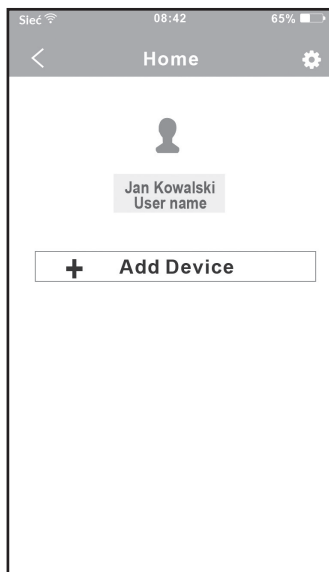 Sieć 08:42 65%
Home
Jan Kowalski
User name
+ Add Device